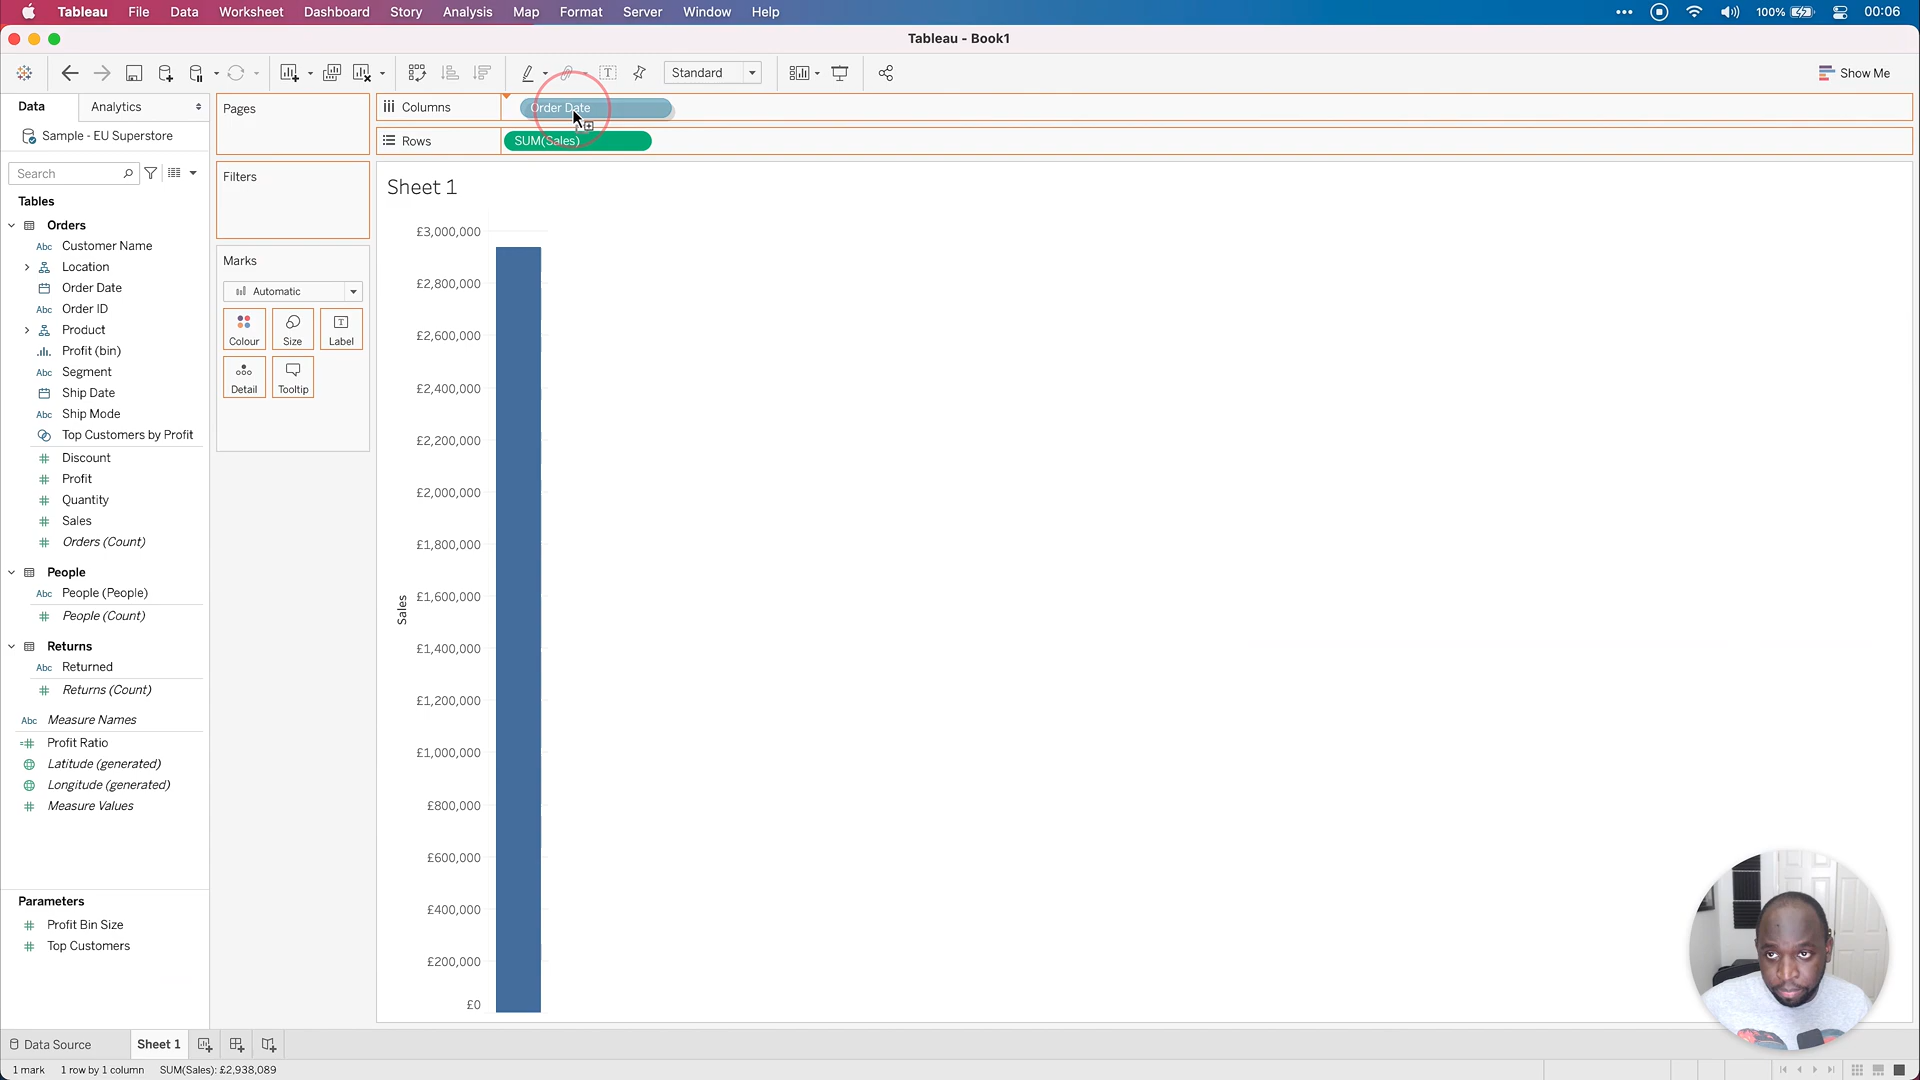 Tableau File Data Worksheet Dashboard Story Analysis Map Format Server Window Help 100% 00:06
Tableau - Book1
Standard Show Me
Data Analytics
Sample - EU Superstore
Search
Tables
Orders
Abc Customer Name
Location
Order Date
Abc Order ID
Product
Profit (bin)
Abc Segment
Ship Date
Abc Ship Mode
Top Customers by Profit
Discount
Profit
Quantity
Sales
Orders (Count)
People
Abc People (People)
People (Count)
Returns
Abc Returned
Returns (Count)
Abc Measure Names
Profit Ratio
Latitude (generated)
Longitude (generated)
Measure Values
Parameters
Profit Bin Size
Top Customers
Pages
Filters
Marks
Automatic
Colour Size Label
Detail Tooltip
Columns Order Date
Rows SUM(Sales)
Sheet 1
£3,000,000
£2,800,000
£2,600,000
£2,400,000
£2,200,000
£2,000,000
£1,800,000
£1,600,000
£1,400,000
£1,200,000
£1,000,000
£800,000
£600,000
£400,000
£200,000
£0
Sales
Data Source Sheet 1
1 mark 1 row by 1 column SUM(Sales): £2,938,089